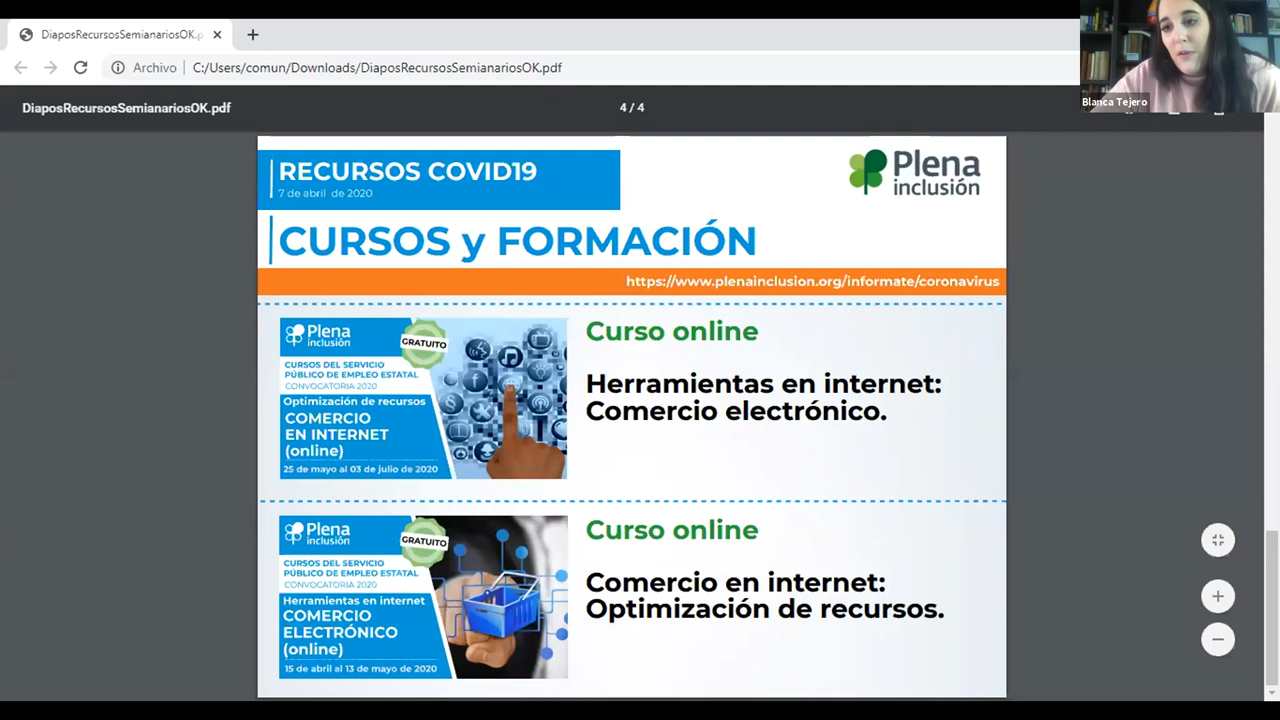 DiaposRecursosSemianariosOK.p
Archivo
C:/Users/comun/Downloads/DiaposRecursosSemianariosOK.pdf
Blanca Tejero
DiaposRecursosSemianariosOK.pdf
4 / 4
RECURSOS COVID19
7 de abril de 2020
Plena
inclusión
CURSOS y FORMACIÓN
https://www.plenainclusion.org/informate/coronavirus
Plena
inclusión
GRATUITO
CURSOS DEL SERVICIO
PÚBLICO DE EMPLEO ESTATAL
CONVOCATORIA 2020
Optimización de recursos
COMERCIO
EN INTERNET
(online)
25 de mayo al 03 de julio de 2020
Curso online
Herramientas en internet:
Comercio electrónico.
Plena
inclusión
GRATUITO
CURSOS DEL SERVICIO
PÚBLICO DE EMPLEO ESTATAL
CONVOCATORIA 2020
Herramientas en internet
COMERCIO
ELECTRÓNICO
(online)
15 de abril al 13 de mayo de 2020
Curso online
Comercio en internet:
Optimización de recursos.